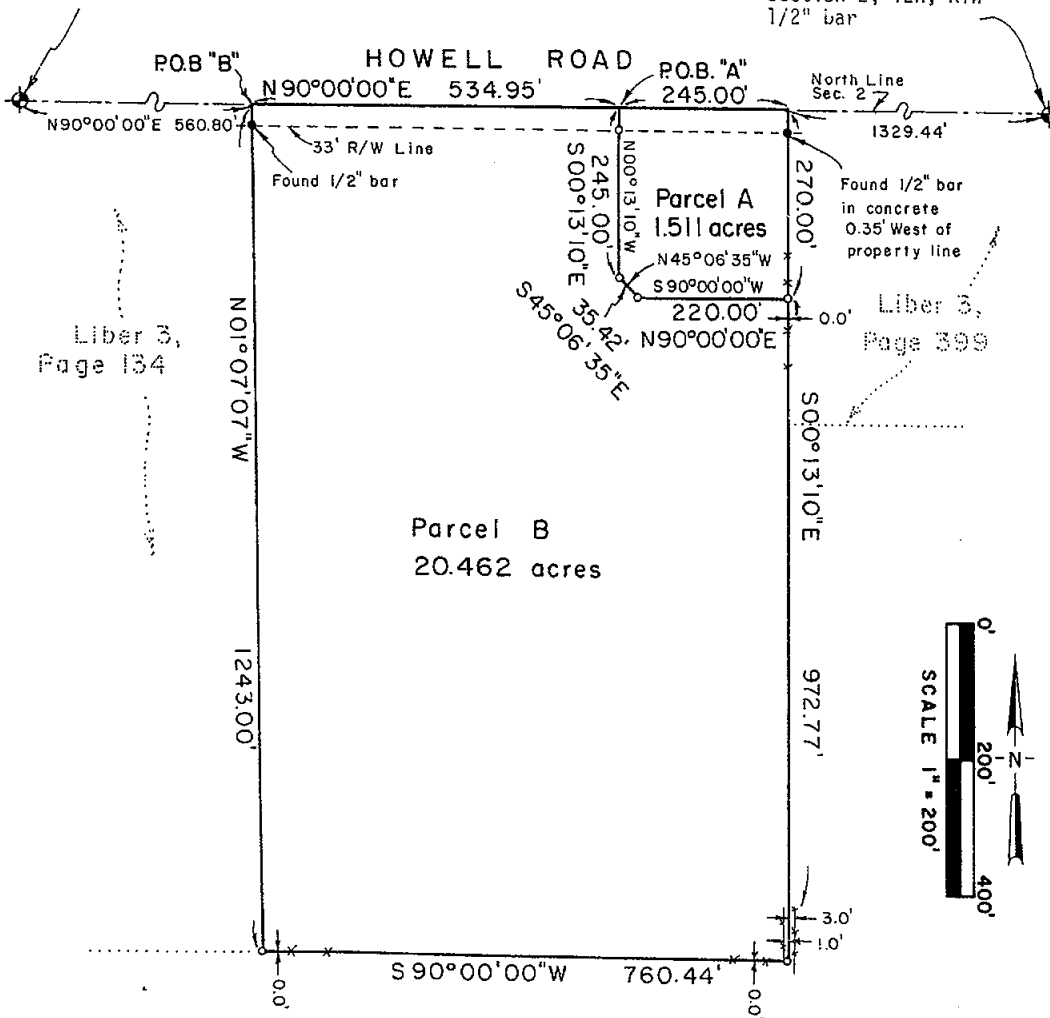 1/2" bar
HOWELL ROAD
P.O.B "B"
P.O.B. "A"
N90°00'00"E 534.95'
245.00'
North Line
Sec. 2
N90°00'00"E 560.80'
1329.44'
33' R/W Line
Found 1/2" bar
N00°13'10"W
245.00'
S00°13'10"E
Parcel A
1.511 acres
270.00'
Found 1/2" bar
in concrete
0.35' West of
property line
N45°06'35"W
35.42'
S45°06'35"E
S90°00'00"W
220.00'
N90°00'00"E
0.0'
Liber 3,
Page 134
Liber 3,
Page 399
N01°07'07"W
1243.00'
S00°13'10"E
972.77'
Parcel B
20.462 acres
0'
200'
400'
SCALE 1" = 200'
N
3.0'
1.0'
S90°00'00"W 760.44'
0.0'
0.0'